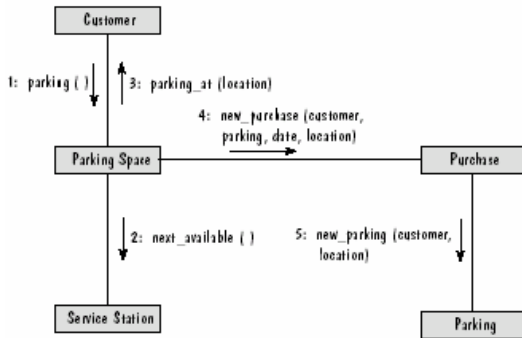 Customer
1: parking ( )
3: parking_at (location)
4: new_purchase (customer,
parking, date, location)
Parking Space
Purchase
2: next_available ( )
5: new_parking (customer,
location)
Service Station
Parking